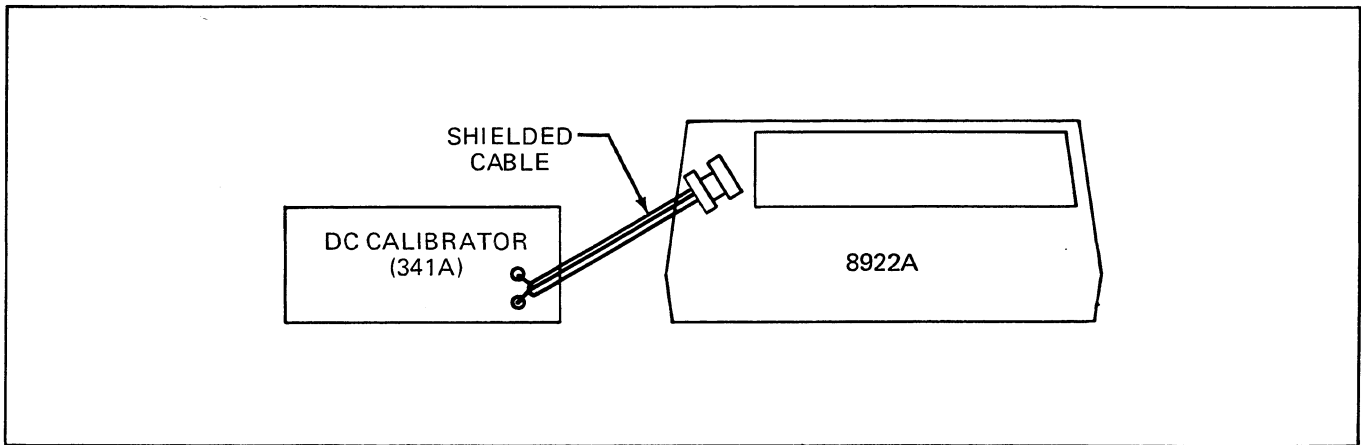 SHIELDED
CABLE
DC CALIBRATOR
(341A)
8922A